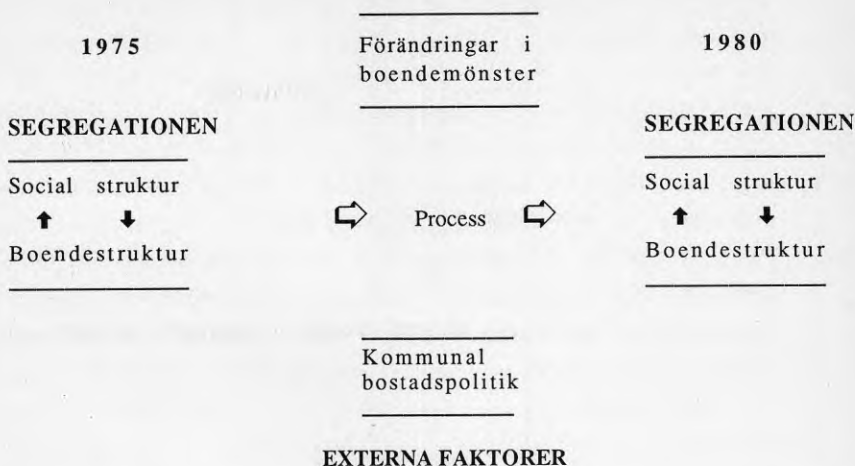 1975
SEGREGATIONEN
Social struktur
Boendestruktur
Förändringar i
boendemönster
Process
Kommunal
bostadspolitik
EXTERNA FAKTORER
1980
SEGREGATIONEN
Social struktur
Boendestruktur